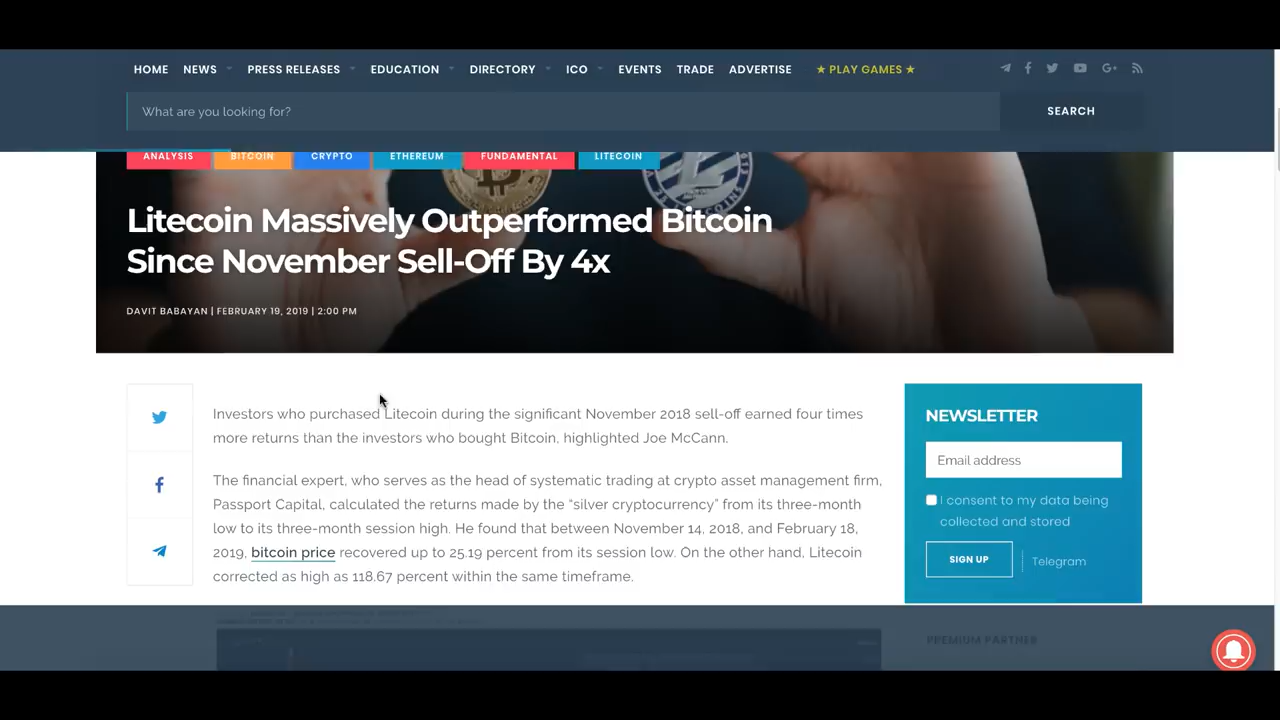 HOME NEWS PRESS RELEASES EDUCATION DIRECTORY ICO EVENTS TRADE ADVERTISE ★ PLAY GAMES ★
What are you looking for? SEARCH
ANALYSIS BITCOIN CRYPTO ETHEREUM FUNDAMENTAL LITECOIN
Litecoin Massively Outperformed Bitcoin
Since November Sell-Off By 4x
DAVIT BABAYAN | FEBRUARY 19, 2019 | 2:00 PM
Investors who purchased Litecoin during the significant November 2018 sell-off earned four times
more returns than the investors who bought Bitcoin, highlighted Joe McCann.
The financial expert, who serves as the head of systematic trading at crypto asset management firm,
Passport Capital, calculated the returns made by the “silver cryptocurrency” from its three-month
low to its three-month session high. He found that between November 14, 2018, and February 18,
2019, bitcoin price recovered up to 25.19 percent from its session low. On the other hand, Litecoin
corrected as high as 118.67 percent within the same timeframe.
NEWSLETTER
Email address
I consent to my data being
collected and stored
SIGN UP Telegram
PREMIUM PARTNER